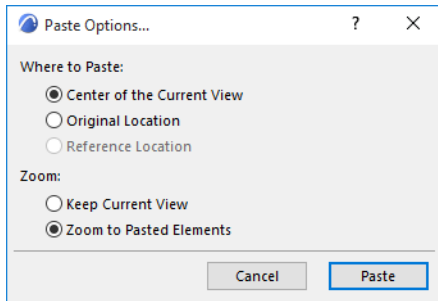 Paste Options...
?
Where to Paste:
Center of the Current View
Original Location
Reference Location
Zoom:
Keep Current View
Zoom to Pasted Elements
Cancel
Paste